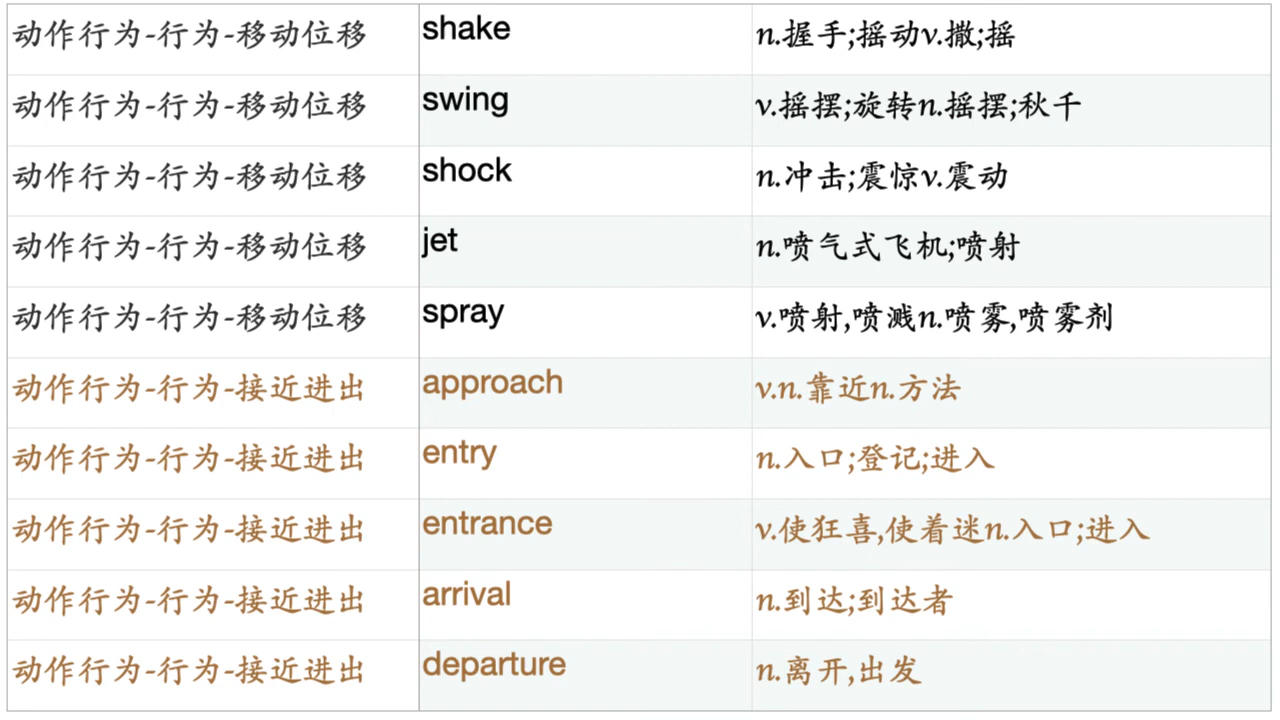 动作行为-行为-移动位移 shake n.握手;摇动v.撒;摇
动作行为-行为-移动位移 swing v.摇摆;旋转n.摇摆;秋千
动作行为-行为-移动位移 shock n.冲击;震惊v.震动
动作行为-行为-移动位移 jet n.喷气式飞机;喷射
动作行为-行为-移动位移 spray v.喷射,喷溅n.喷雾,喷雾剂
动作行为-行为-接近进出 approach v.n.靠近n.方法
动作行为-行为-接近进出 entry n.入口;登记;进入
动作行为-行为-接近进出 entrance v.使狂喜,使着迷n.入口;进入
动作行为-行为-接近进出 arrival n.到达;到达者
动作行为-行为-接近进出 departure n.离开,出发